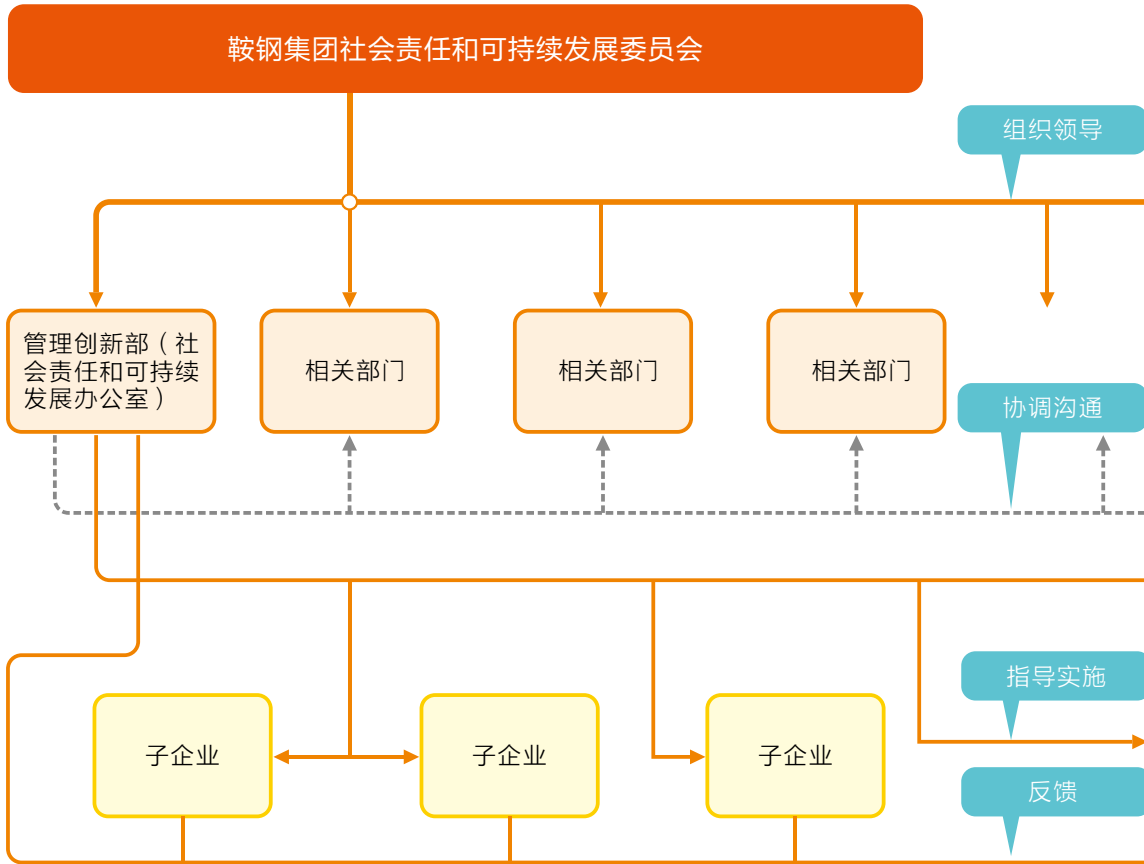 鞍钢集团社会责任和可持续发展委员会
组织领导
管理创新部（社
会责任和可持续
发展办公室）
相关部门
相关部门
相关部门
协调沟通
指导实施
子企业
子企业
子企业
反馈